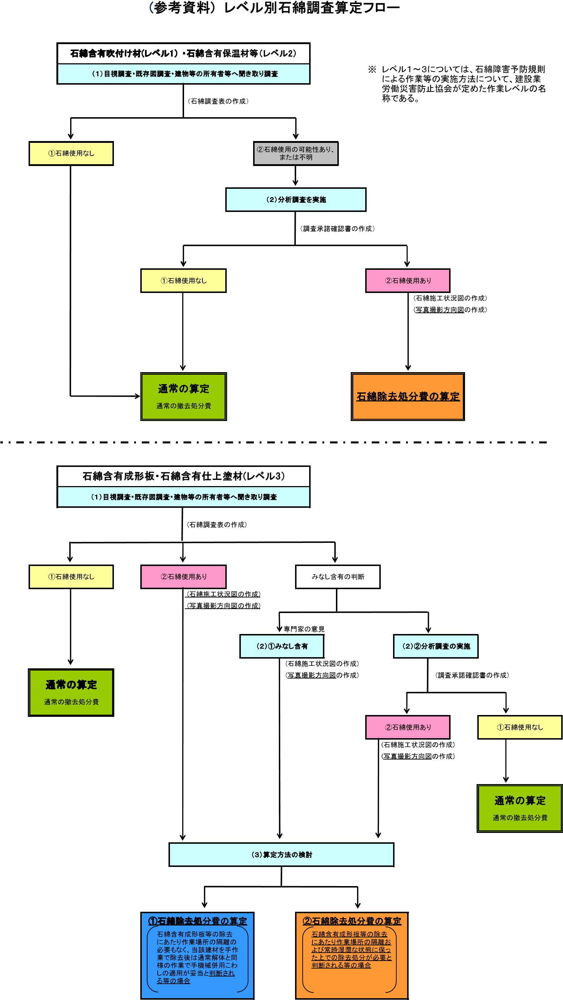 (参考資料) レベル別石綿調査算定フロー
石綿含有吹付け材(レベル1)・石綿含有保温材等(レベル2)
(1)目視調査・既存図調査・建物等の所有者等へ聞き取り調査
※ レベル1～3については、石綿障害予防規則
による作業等の実施方法について、建設業
労働災害防止協会が定めた作業レベルの名
称である。
(石綿調査表の作成)
①石綿使用なし
②石綿使用の可能性あり、
または不明
(2)分析調査を実施
(調査承諾確認書の作成)
①石綿使用なし
②石綿使用あり
(石綿施工状況図の作成)
(写真撮影方向図の作成)
通常の算定
通常の撤去処分費
石綿除去処分費の算定
石綿含有成形板・石綿含有仕上塗材(レベル3)
(1)目視調査・既存図調査・建物等の所有者等へ聞き取り調査
(石綿調査表の作成)
①石綿使用なし
②石綿使用あり
みなし含有の判断
(石綿施工状況図の作成)
(写真撮影方向図の作成)
専門家の意見
(2)①みなし含有
(2)②分析調査の実施
(石綿施工状況図の作成)
(写真撮影方向図の作成)
(調査承諾確認書の作成)
通常の算定
通常の撤去処分費
②石綿使用あり
①石綿使用なし
(石綿施工状況図の作成)
(写真撮影方向図の作成)
通常の算定
通常の撤去処分費
(3)算定方法の検討
①石綿除去処分費の算定
石綿含有成形板等の除去
にあたり作業場所の隔離の
必要もなく、当該建材を手作
業で除去後は通常解体と同
様の作業で手機械併用こわ
しの適用が妥当と判断され
る等の場合
②石綿除去処分費の算定
石綿含有成形板等の除去
にあたり作業場所の隔離お
よび常時湿潤な状態に保っ
た上での除去処分が必要と
判断される等の場合